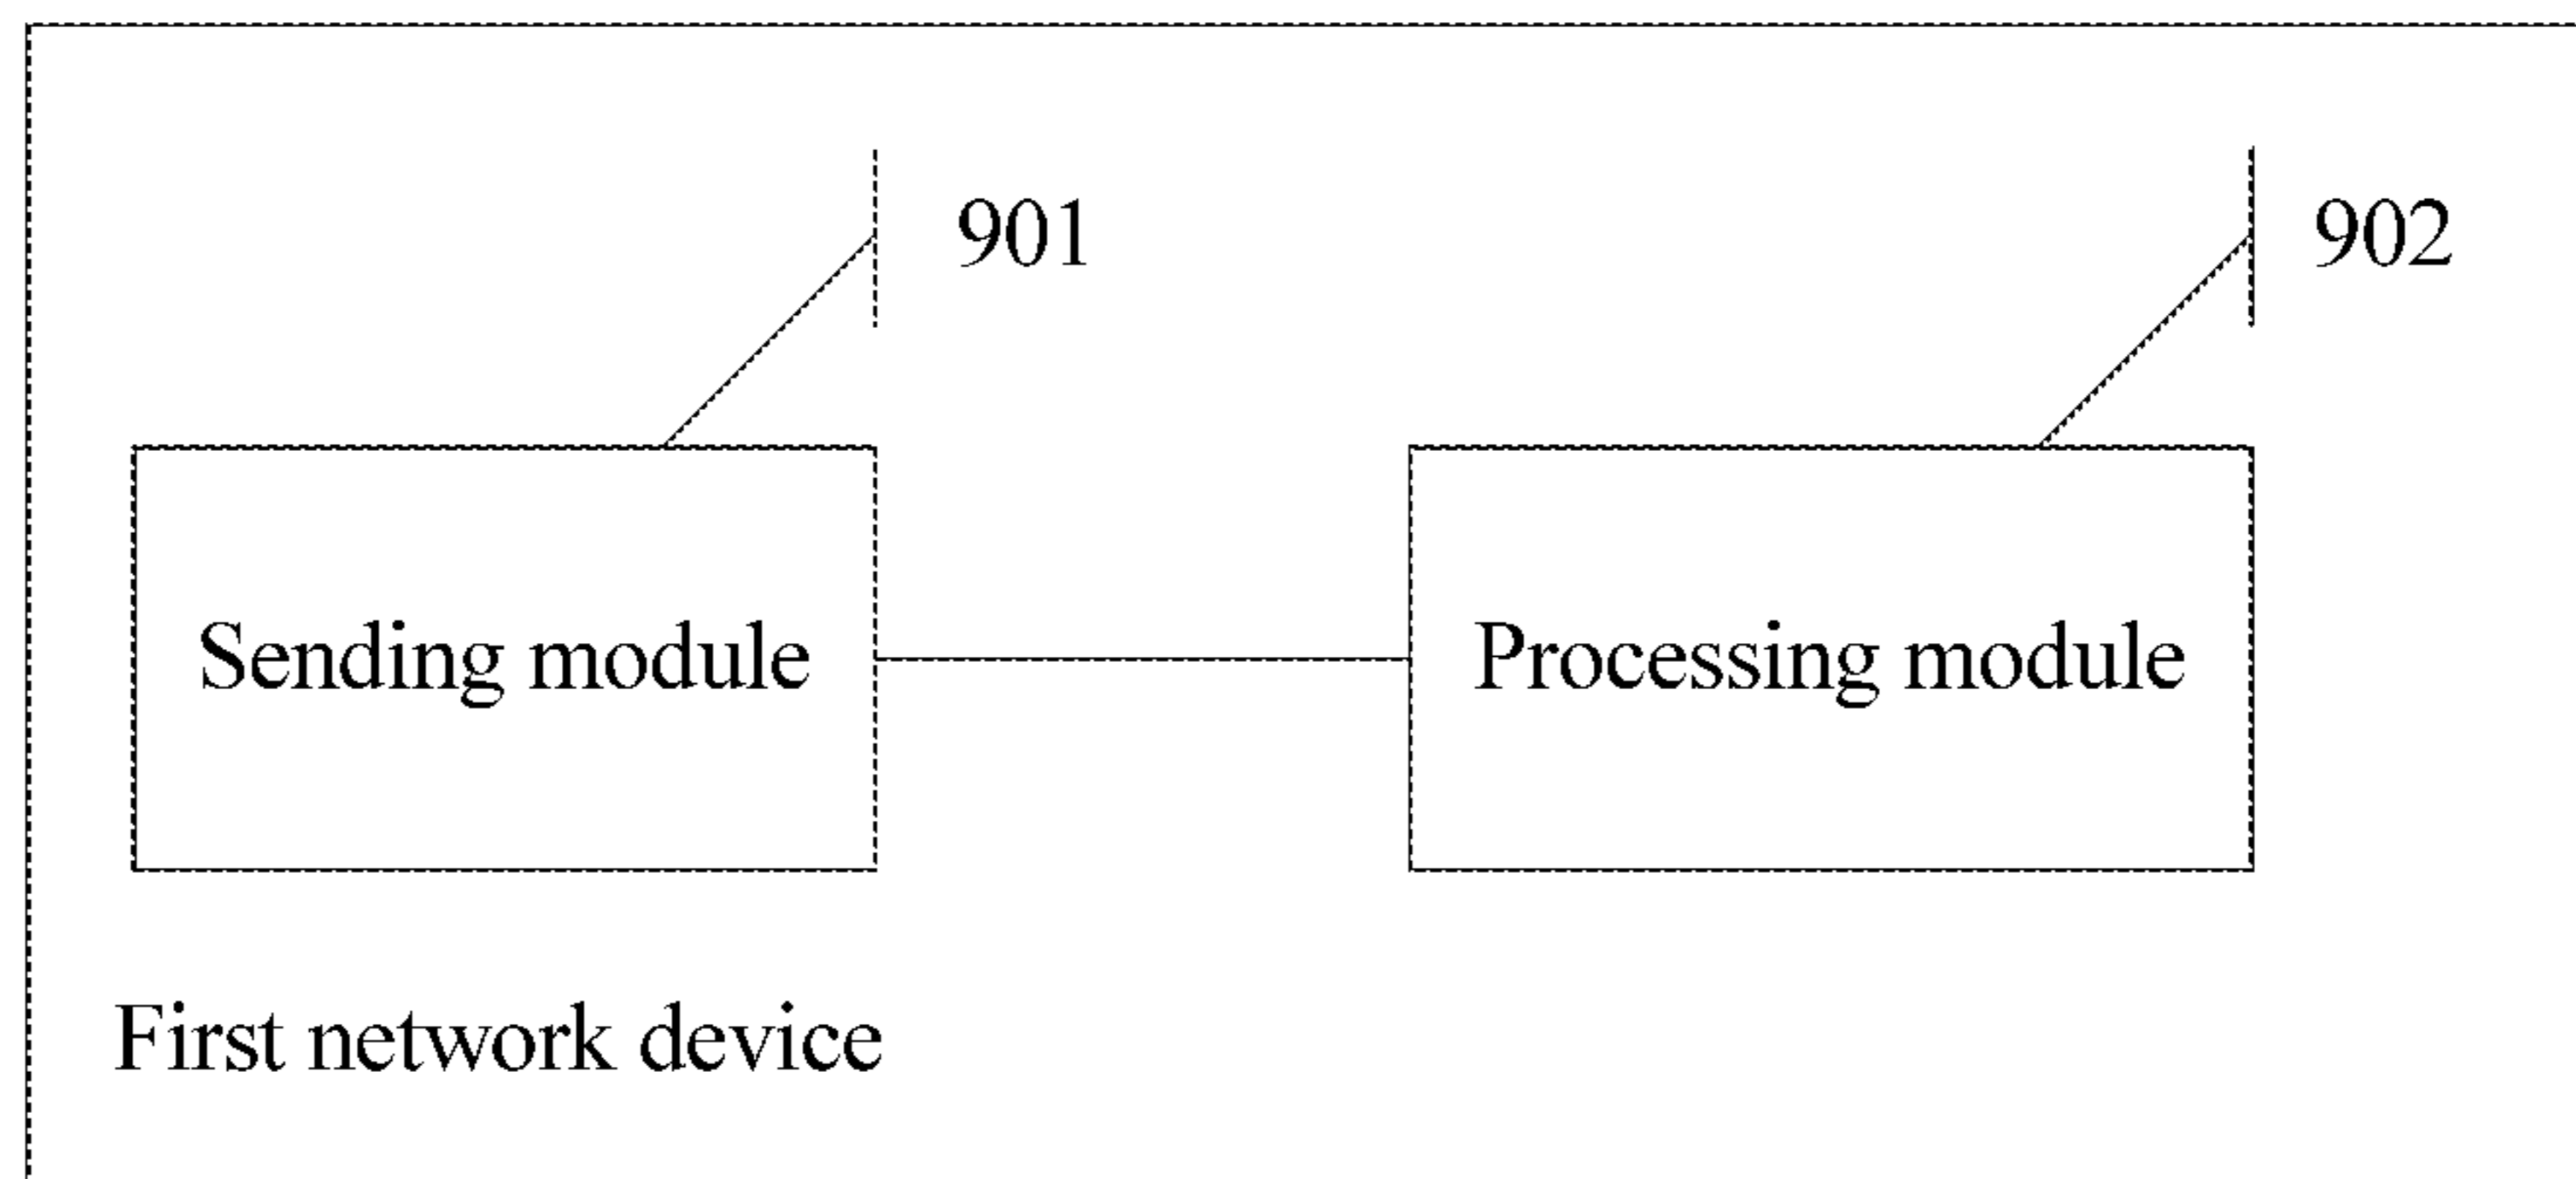 901
902
Sending module
Processing module
First network device